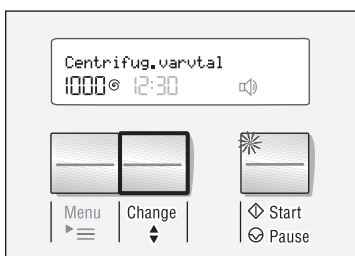 Centrifug.varvtal
1000 12:30
Menu
Change
Start
Pause